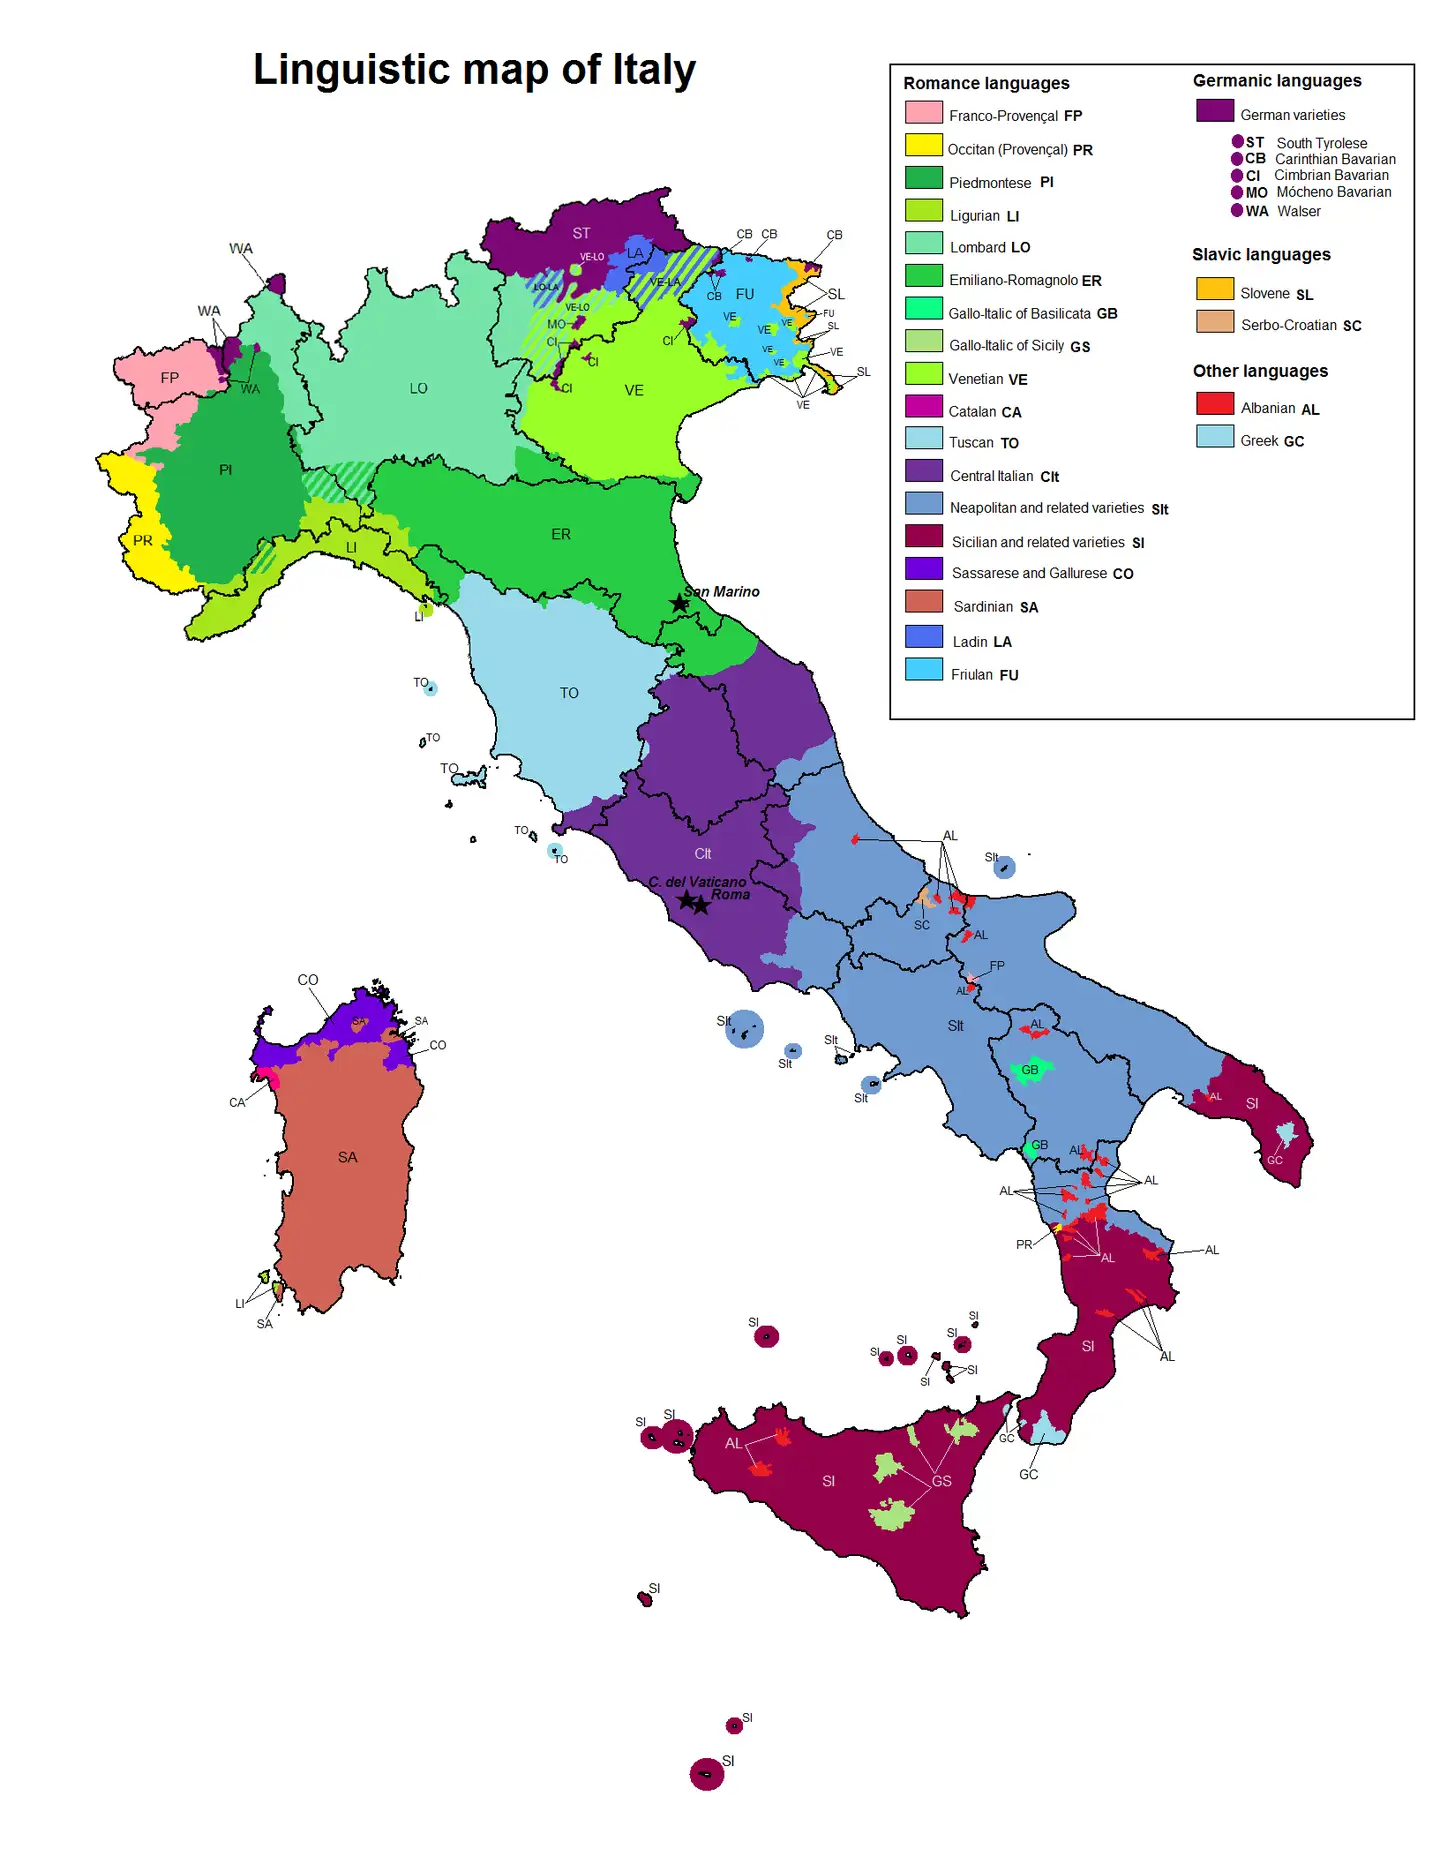 Linguistic map of Italy
Romance languages
Franco-Provençal FP
Occitan (Provençal) PR
Piedmontese PI
Ligurian LI
Lombard LO
Emiliano-Romagnolo ER
Gallo-Italic of Basilicata GB
Gallo-Italic of Sicily GS
Venetian VE
Catalan CA
Tuscan TO
Central Italian CIt
Neapolitan and related varieties SIt
Sicilian and related varieties SI
Sassarese and Gallurese CO
Sardinian SA
Ladin LA
Friulan FU
Germanic languages
German varieties
ST South Tyrolese
CB Carinthian Bavarian
CI Cimbrian Bavarian
MO Mócheno Bavarian
WA Walser
Slavic languages
Slovene SL
Serbo-Croatian SC
Other languages
Albanian AL
Greek GC
ST
WA
CB
CB
CB
LA
VE-LO
VE-LA
LO-LA
CB
FU
SL
VE-LO
WA
VE
VE
VE
FU
SL
MO
CI
CI
VE
VE
VE
CI
FP
WA
LO
CI
VE
SL
VE
PI
PR
LI
ER
San Marino
LI
TO
TO
TO
TO
TO
TO
CIt
C. del Vaticano
Roma
AL
SIt
SC
AL
FP
AL
CO
SA
SA
CO
CA
SA
LI
SA
SIt
SIt
SIt
SIt
SIt
AL
GB
GB
AL
AL
AL
AL
SI
GC
PR
AL
AL
AL
SI
SI
SI
SI
SI
SI
SI
SI
SI
SI
AL
SI
GS
GC
GC
SI
SI
SI